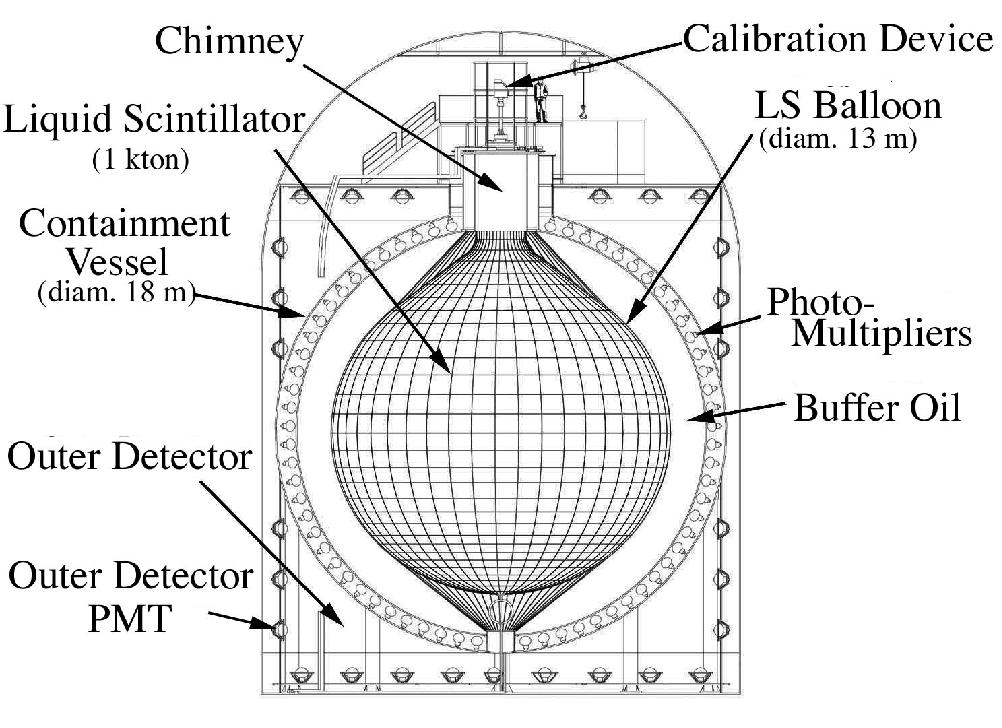 Chimney
Calibration Device
Liquid Scintillator
(1 kton)
LS Balloon
(diam. 13 m)
Containment
Vessel
(diam. 18 m)
Photo-
Multipliers
Buffer Oil
Outer Detector
Outer Detector
PMT